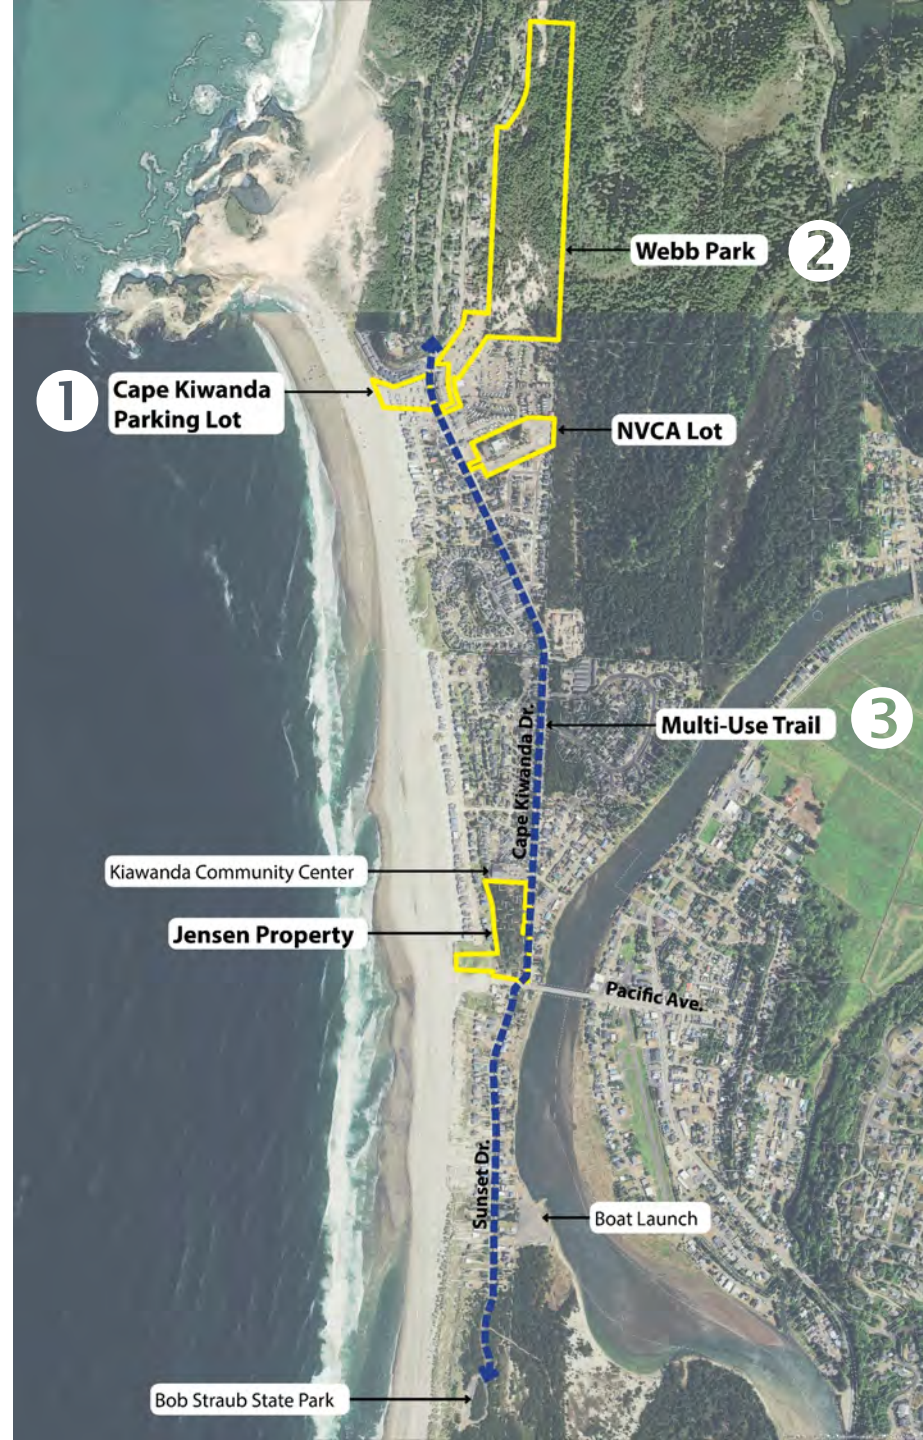 Webb Park
2
1
Cape Kiwanda
Parking Lot
NVCA Lot
Multi-Use Trail
3
Cape Kiwanda Dr.
Kiawanda Community Center
Jensen Property
Pacific Ave.
Sunset Dr.
Boat Launch
Bob Straub State Park